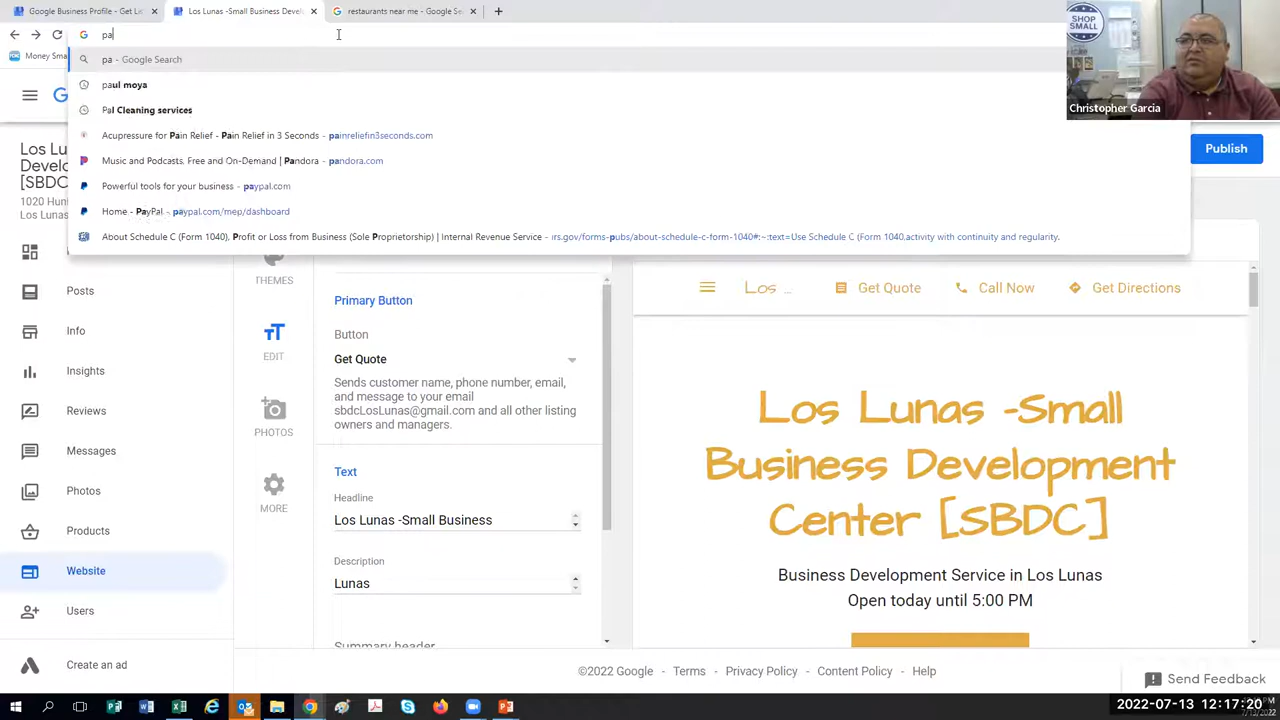 Google Business Profile - Get Li
Los Lunas -Small Business Devel
restaurants near me - Google Se
pa
Money Sma
pa - Google Search
paul moya
Pal Cleaning services
Acupressure for Pain Relief - Pain Relief in 3 Seconds - painreliefin3seconds.com
Music and Podcasts, Free and On-Demand | Pandora - pandora.com
Powerful tools for your business - paypal.com
Home - PayPal - paypal.com/mep/dashboard
About Schedule C (Form 1040), Profit or Loss from Business (Sole Proprietorship) | Internal Revenue Service - irs.gov/forms-pubs/about-schedule-c-form-1040#:~:text=Use Schedule C (Form 1040,activity with continuity and regularity.
SHOP
SMALL
Christopher Garcia
G
Los Lu
Develo
[SBDC
1020 Hun
Los Lunas
Publish
Posts
Info
Insights
Reviews
Messages
Photos
Products
Website
Users
Create an ad
THEMES
EDIT
PHOTOS
MORE
Primary Button
Button
Get Quote
Sends customer name, phone number, email,
and message to your email
sbdcLosLunas@gmail.com and all other listing
owners and managers.
Text
Headline
Los Lunas -Small Business
Description
Lunas
Summary header
Los ...
Get Quote
Call Now
Get Directions
Los Lunas -Small
Business Development
Center [SBDC]
Business Development Service in Los Lunas
Open today until 5:00 PM
©2022 Google - Terms - Privacy Policy - Content Policy - Help
Send Feedback
2022-07-13 12:17:20